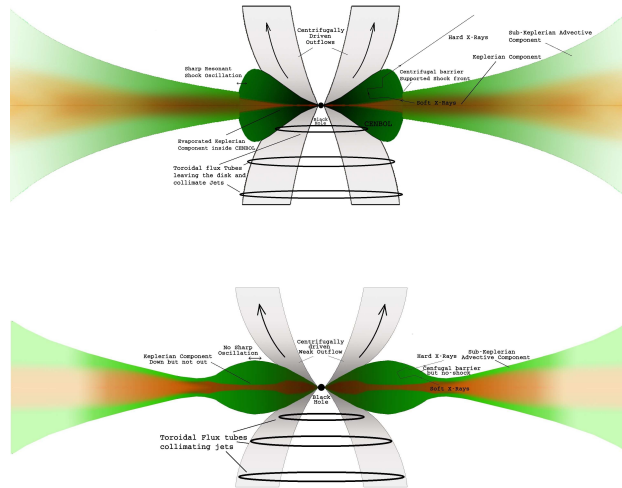 Centrifugally
Driven
Outflows
Hard X-Rays
Sub-Keplerian Advective
Component
Keplerian Component
Sharp Resonant
Shock Oscillation
Centrifugal barrier
Supported Shock front
Soft X-Rays
Black
Hole
CENBOL
Evaporated Keplerian
Component inside CENBOL
Toroidal flux Tubes
leaving the disk and
collimate Jets
No Sharp
Oscillation
Centrifugally
driven
Weak Outflow
Keplerian Component
Down but not out
Hard X-Rays
Sub-Keplerian
Advective Component
Cenfugal barrier
but no-shock
Soft X-Rays
Black
Hole
Toroidal Flux tubes
collimating jets